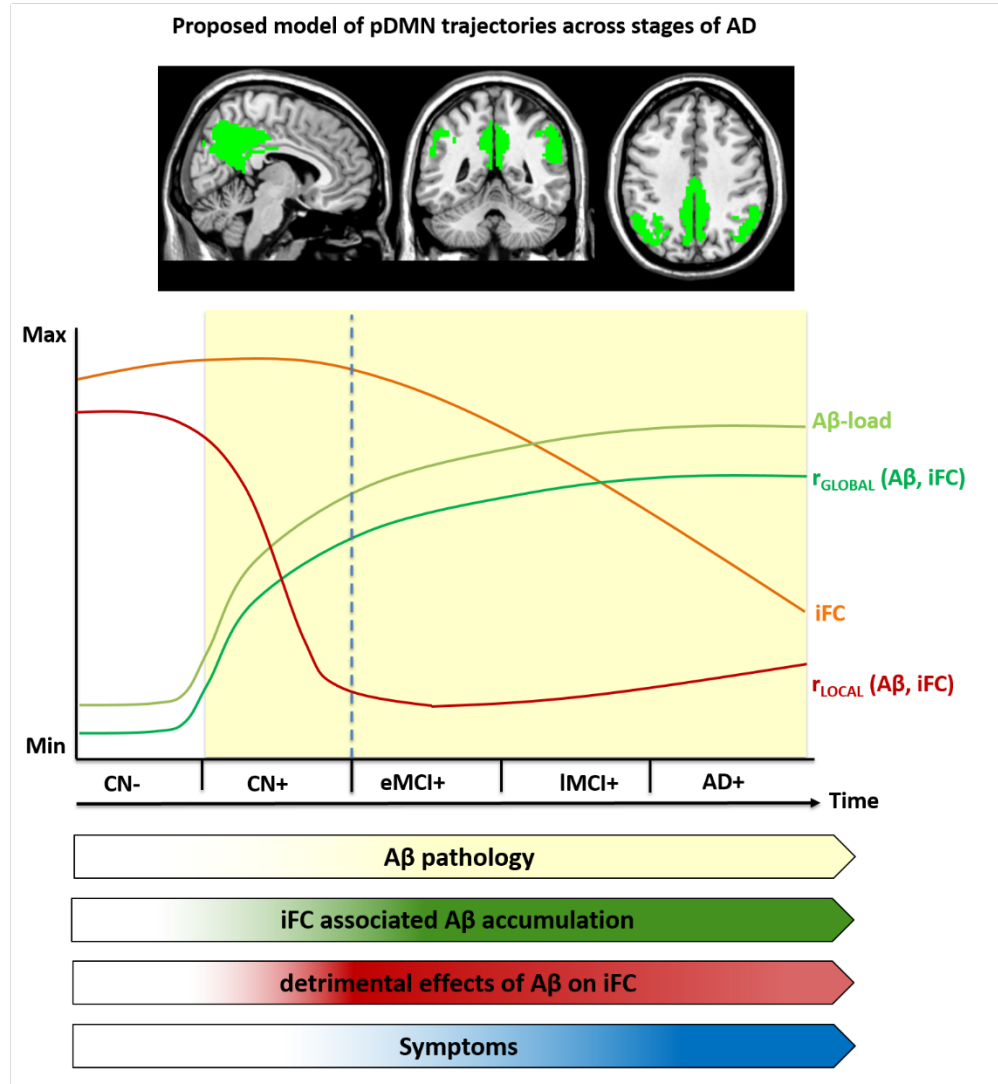 Proposed model of pDMN trajectories across stages of AD
Max
Aβ-load
rGLOBAL (Aβ, iFC)
iFC
rLOCAL (Aβ, iFC)
Min
CN- CN+ eMCI+ lMCI+ AD+
Time
Aβ pathology
iFC associated Aβ accumulation
detrimental effects of Aβ on iFC
Symptoms